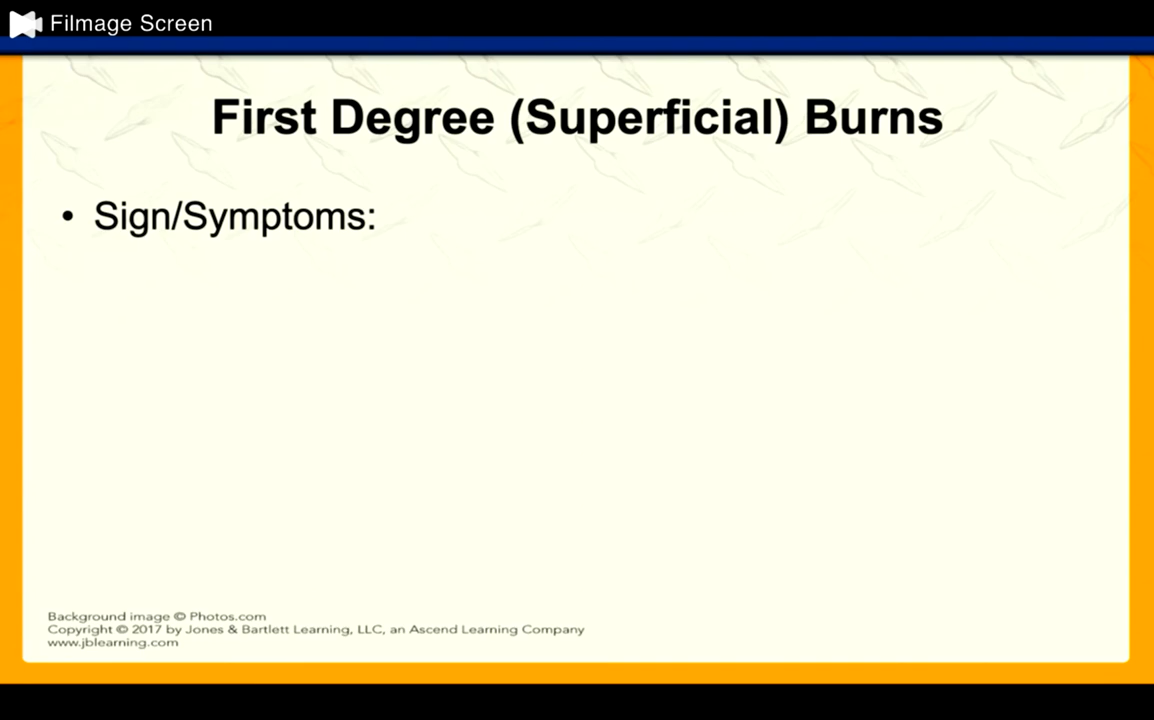 Filmage Screen
First Degree (Superficial) Burns
• Sign/Symptoms:
Background image © Photos.com
Copyright © 2017 by Jones & Bartlett Learning, LLC, an Ascend Learning Company
www.jblearning.com